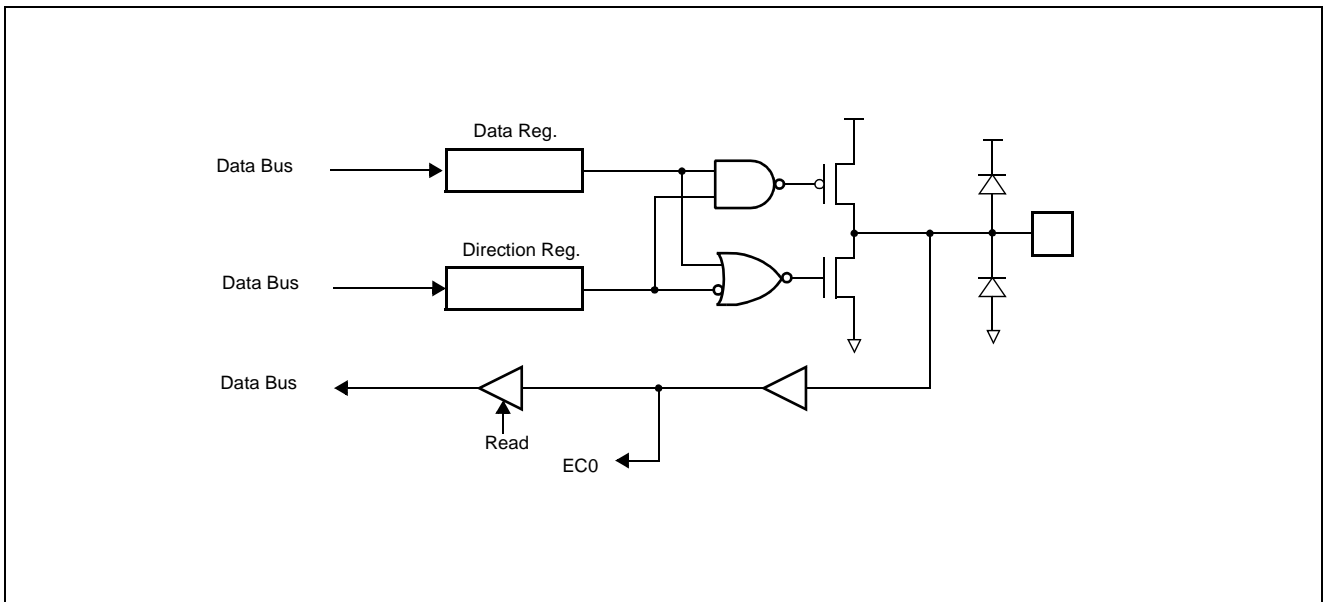 Data Reg.
Data Bus
Direction Reg.
Data Bus
Data Bus
Read
EC0